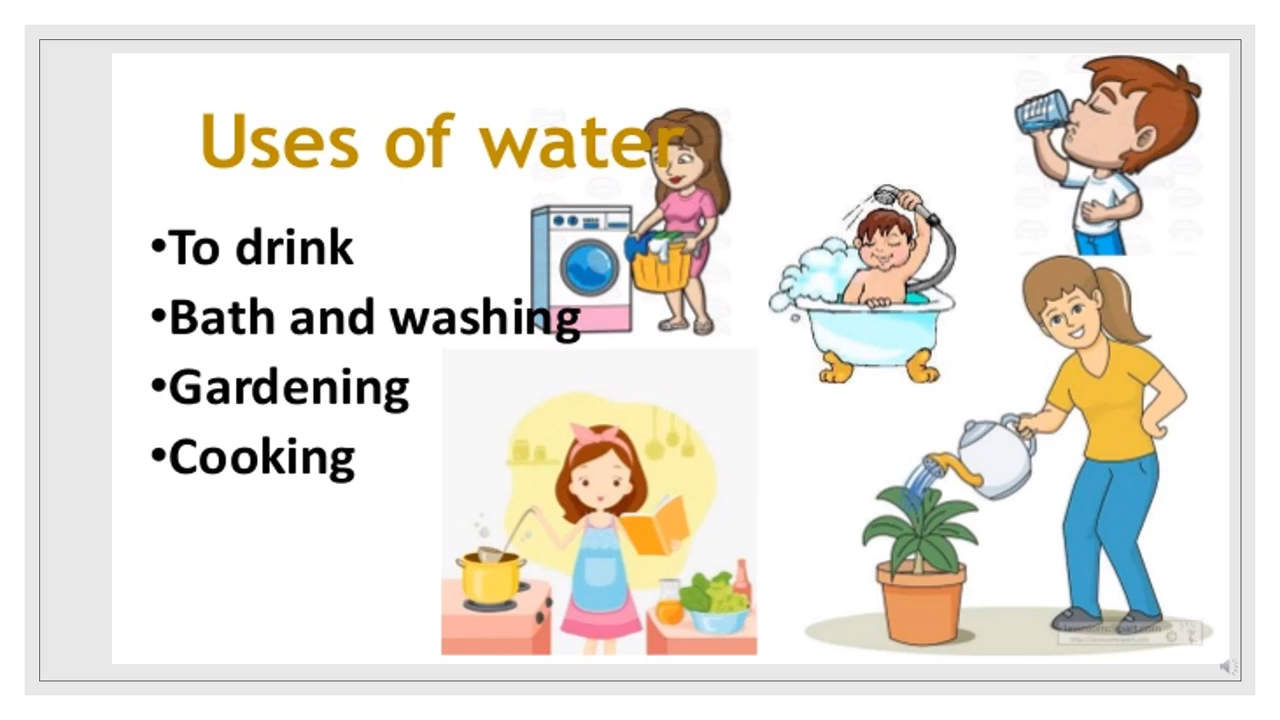 Uses of water
•To drink
•Bath and washing
•Gardening
•Cooking